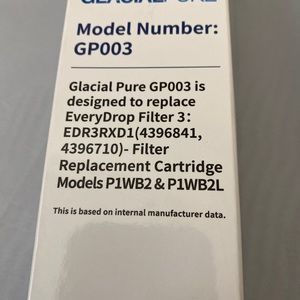 GLACIALPURE
Model Number:
GP003
Glacial Pure GP003 is
designed to replace
EveryDrop Filter 3:
EDR3RXD1(4396841,
4396710)- Filter
Replacement Cartridge
Models P1WB2 & P1WB2L
This is based on internal manufacturer data.